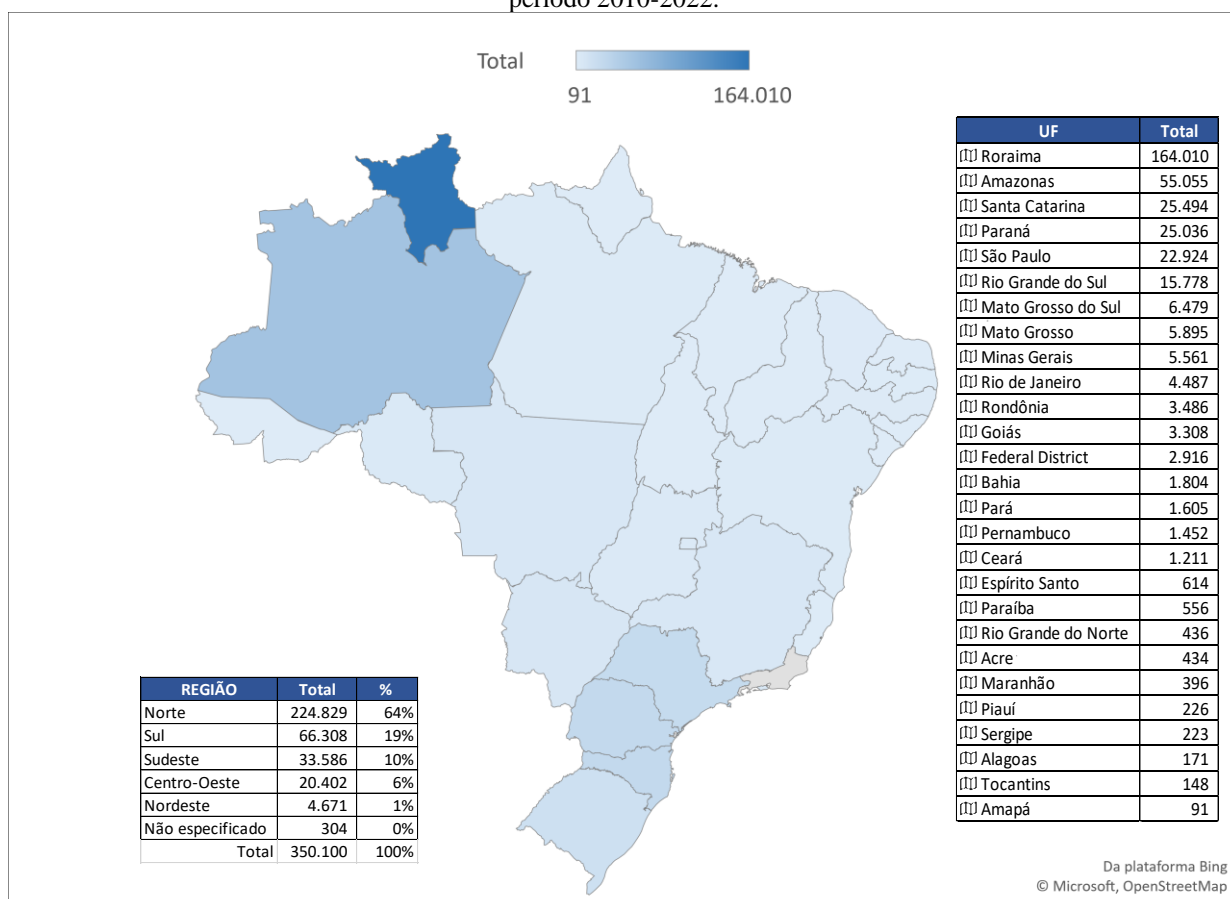 período 2010-2022.
Total
91 164.010
UF Total
Roraima 164.010
Amazonas 55.055
Santa Catarina 25.494
Paraná 25.036
São Paulo 22.924
Rio Grande do Sul 15.778
Mato Grosso do Sul 6.479
Mato Grosso 5.895
Minas Gerais 5.561
Rio de Janeiro 4.487
Rondônia 3.486
Goiás 3.308
Federal District 2.916
Bahia 1.804
Pará 1.605
Pernambuco 1.452
Ceará 1.211
Espírito Santo 614
Paraíba 556
Rio Grande do Norte 436
Acre 434
Maranhão 396
Piauí 226
Sergipe 223
Alagoas 171
Tocantins 148
Amapá 91
REGIÃO Total %
Norte 224.829 64%
Sul 66.308 19%
Sudeste 33.586 10%
Centro-Oeste 20.402 6%
Nordeste 4.671 1%
Não especificado 304 0%
Total 350.100 100%
Da plataforma Bing
© Microsoft, OpenStreetMap